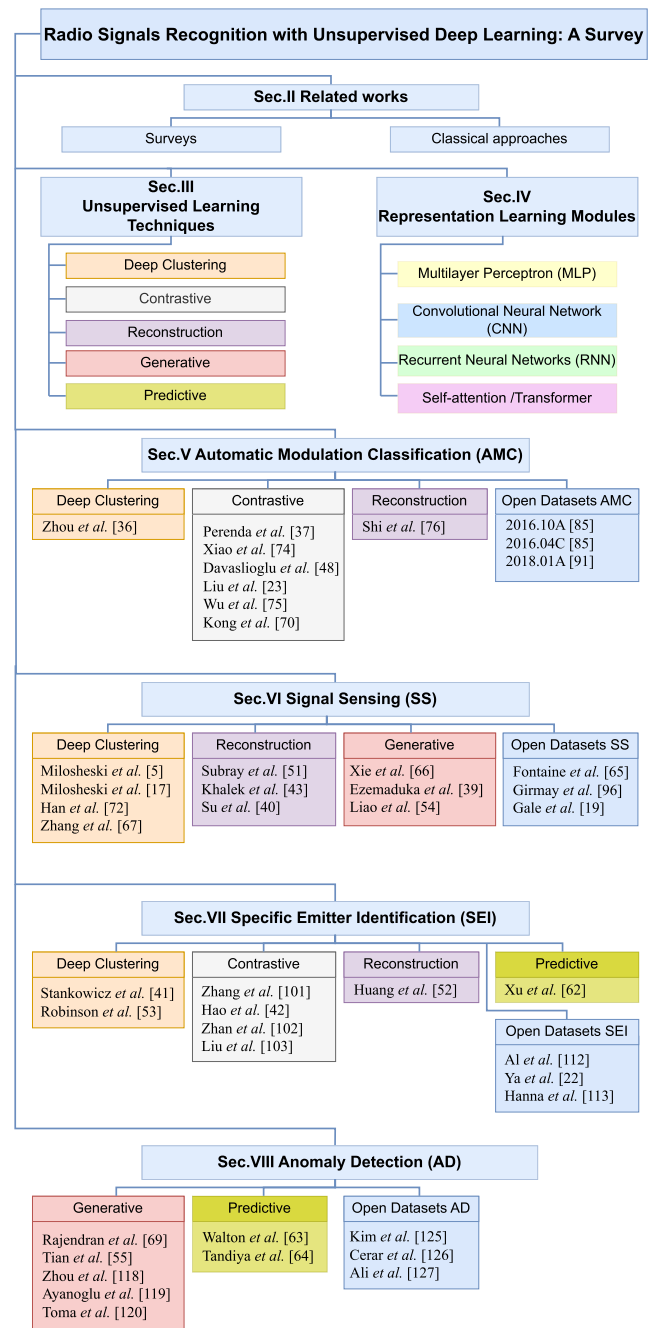 Radio Signals Recognition with Unsupervised Deep Learning: A Survey
Sec.II Related works
Surveys
Classical approaches
Sec.III
Unsupervised Learning
Techniques
Deep Clustering
Contrastive
Reconstruction
Generative
Predictive
Sec.IV
Representation Learning Modules
Multilayer Perceptron (MLP)
Convolutional Neural Network
(CNN)
Recurrent Neural Networks (RNN)
Self-attention /Transformer
Sec.V Automatic Modulation Classification (AMC)
Deep Clustering
Zhou et al. [36]
Contrastive
Perenda et al. [37]
Xiao et al. [74]
Davaslioglu et al. [48]
Liu et al. [23]
Wu et al. [75]
Kong et al. [70]
Reconstruction
Shi et al. [76]
Open Datasets AMC
2016.10A [85]
2016.04C [85]
2018.01A [91]
Sec.VI Signal Sensing (SS)
Deep Clustering
Milosheski et al. [5]
Milosheski et al. [17]
Han et al. [72]
Zhang et al. [67]
Reconstruction
Subray et al. [51]
Khalek et al. [43]
Su et al. [40]
Generative
Xie et al. [66]
Ezemaduka et al. [39]
Liao et al. [54]
Open Datasets SS
Fontaine et al. [65]
Girmay et al. [96]
Gale et al. [19]
Sec.VII Specific Emitter Identification (SEI)
Deep Clustering
Stankowicz et al. [41]
Robinson et al. [53]
Contrastive
Zhang et al. [101]
Hao et al. [42]
Zhan et al. [102]
Liu et al. [103]
Reconstruction
Huang et al. [52]
Predictive
Xu et al. [62]
Open Datasets SEI
Al et al. [112]
Ya et al. [22]
Hanna et al. [113]
Sec.VIII Anomaly Detection (AD)
Generative
Rajendran et al. [69]
Tian et al. [55]
Zhou et al. [118]
Ayanoglu et al. [119]
Toma et al. [120]
Predictive
Walton et al. [63]
Tandiya et al. [64]
Open Datasets AD
Kim et al. [125]
Cerar et al. [126]
Ali et al. [127]